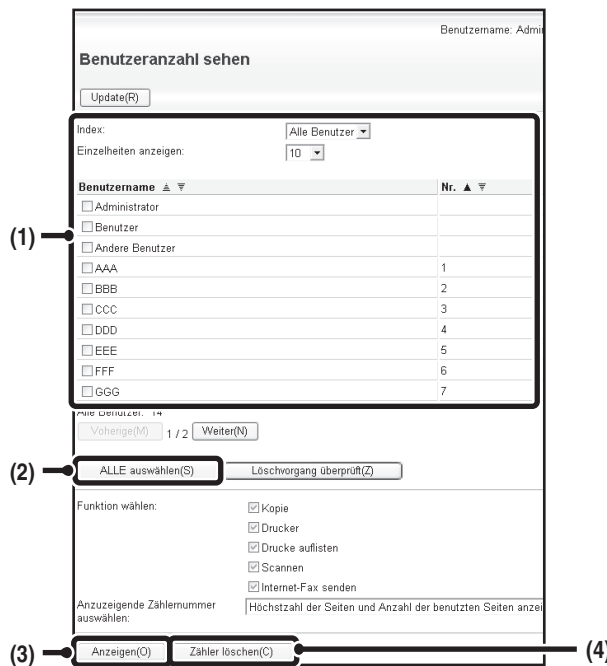 Benutzername: Admi
Benutzeranzahl sehen
Update(R)
Index: Alle Benutzer
Einzelheiten anzeigen: 10
Benutzername Nr.
Administrator
Benutzer
(1)
Andere Benutzer
AAA 1
BBB 2
CCC 3
DDD 4
EEE 5
FFF 6
GGG 7
Alle Benutzer: 14
Voherige(M) 1 / 2 Weiter(N)
(2) ALLE auswählen(S) Löschvorgang überprüft(Z)
Funktion wählen: Kopie
Drucker
Drucke auflisten
Scannen
Internet-Fax senden
Anzuzeigende Zählernummer auswählen: Höchstzahl der Seiten und Anzahl der benutzten Seiten anzei
(3) Anzeigen(O) Zähler löschen(C) (4)